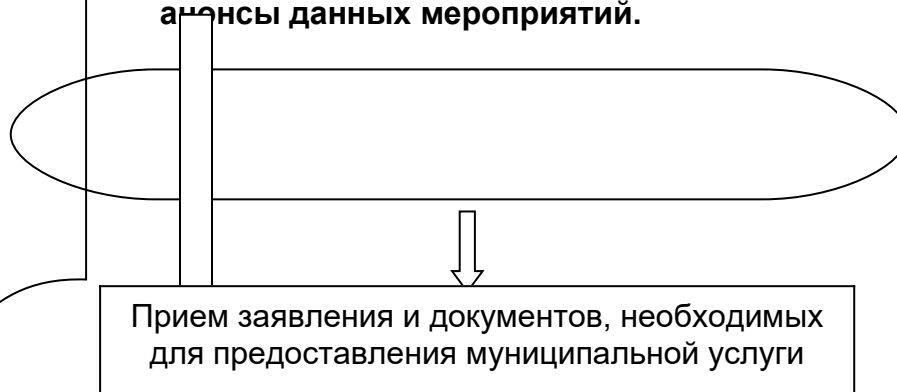 анонсы данных мероприятий.
Прием заявления и документов, необходимых
для предоставления муниципальной услуги